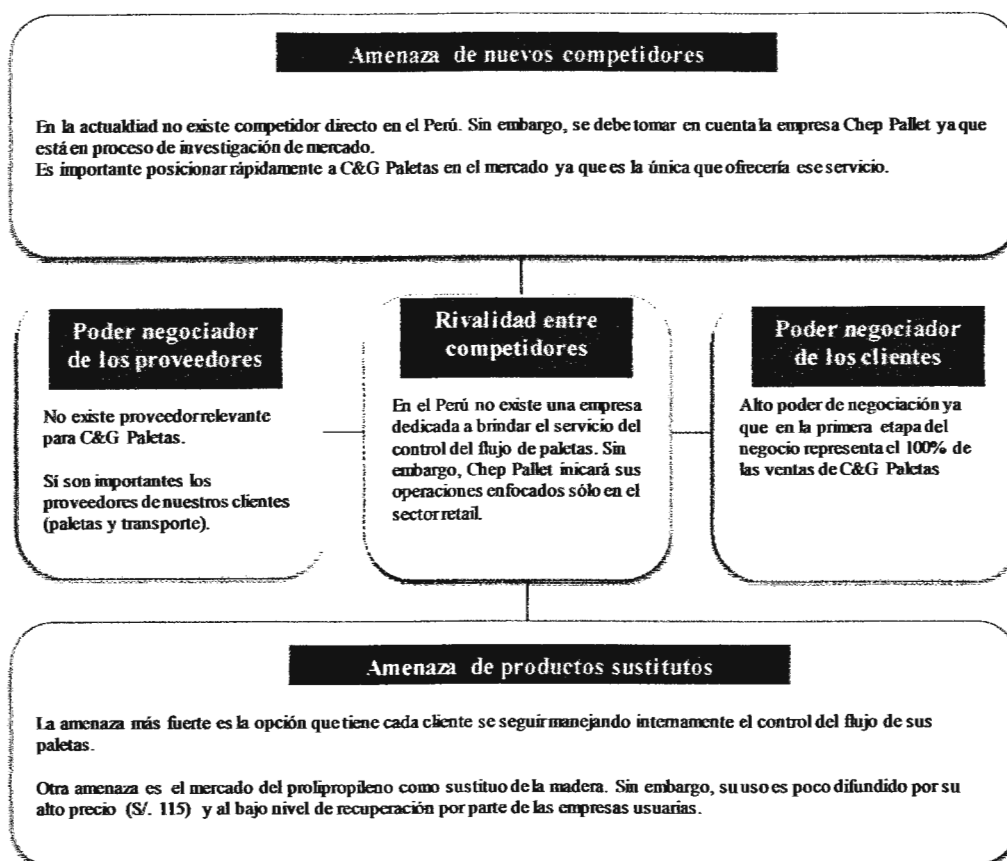 Amenaza de nuevos competidores
En la actualdiad no existe competidor directo en el Perú. Sin embargo, se debe tomar en cuenta la empresa Chep Pallet ya que
está en proceso de investigación de mercado.
Es importante posicionar rápidamente a C&G Paletas en el mercado ya que es la única que ofrecería ese servicio.
Poder negociador
de los proveedores
No existe proveedor relevante
para C&G Paletas.
Sí son importantes los
proveedores de nuestros clientes
(paletas y transporte).
Rivalidad entre
competidores
En el Perú no existe una empresa
dedicada a brindar el servicio del
control del flujo de paletas. Sin
embargo, Chep Pallet inicará sus
operaciones enfocados sólo en el
sector retail.
Poder negociador
de los clientes
Alto poder de negociación ya
que en la primera etapa del
negocio representa el 100% de
las ventas de C&G Paletas
Amenaza de productos sustitutos
La amenaza más fuerte es la opción que tiene cada cliente se seguir manejando internamente el control del flujo de sus
paletas.
Otra amenaza es el mercado del prolipropileno como sustituo de la madera. Sin embargo, su uso es poco difundido por su
alto precio (S/. 115) y al bajo nivel de recuperación por parte de las empresas usuarias.